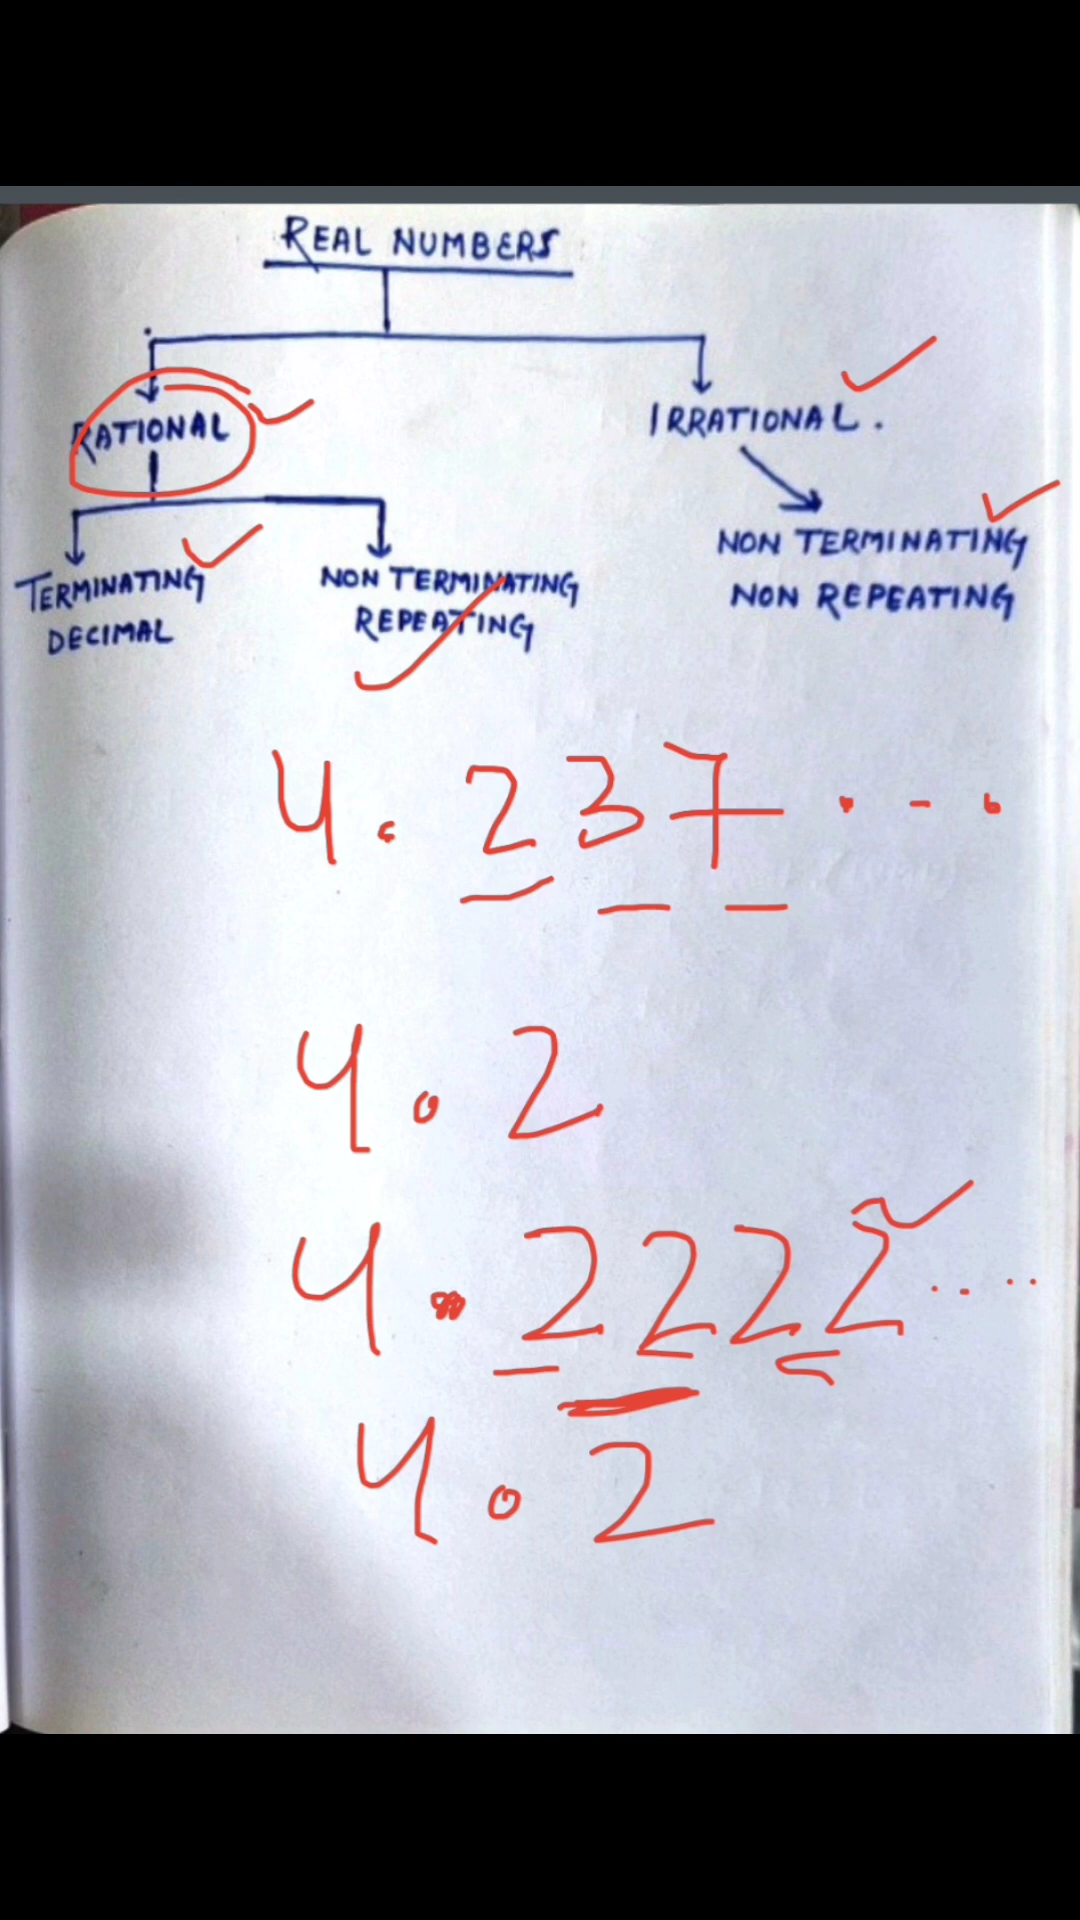 REAL NUMBERS
RATIONAL
IRRATIONAL.
TERMINATING
DECIMAL
NON TERMINATING
REPEATING
NON TERMINATING
NON REPEATING
4.237...
4.2
4.2222....
4.2